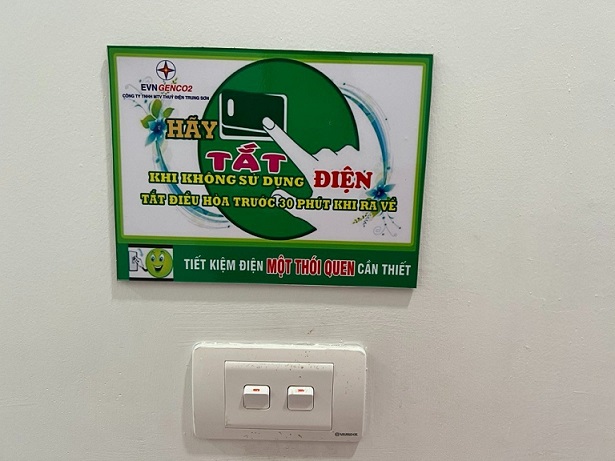 EVNGENCO2
CÔNG TY TNHH MTV THUỶ ĐIỆN TRUNG SƠN
HÃY
TẮT
KHI KHÔNG SỬ DỤNG ĐIỆN
TẮT ĐIỀU HÒA TRƯỚC 30 PHÚT KHI RA VỀ
TIẾT KIỆM ĐIỆN MỘT THÓI QUEN CẦN THIẾT